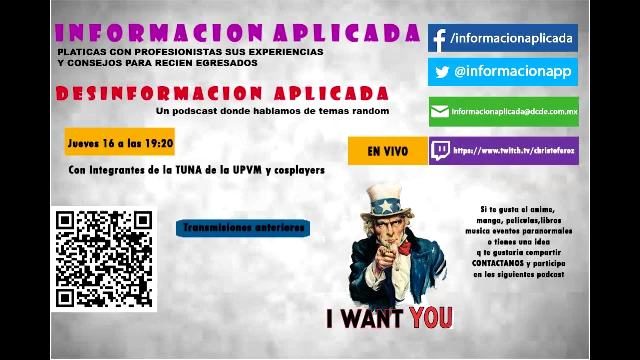 INFORMACION APLICADA
PLATICAS CON PROFESIONISTAS SUS EXPERIENCIAS
Y CONSEJOS PARA RECIEN EGRESADOS
DESINFORMACION APLICADA
Un podscast donde hablamos de temas random
Jueves 16 a las 19:20
Con Integrantes de la TUNA de la UPVM y cosplayers
Transmisiones anteriores
/informacionaplicada
@informacionapp
informacionaplicada@dcde.com.mx
EN VIVO
https://www.twitch.tv/christoferoz
Si te gusta el anime,
manga, peliculas,libros
musica eventos paranormales
o tienes una idea
q te gustaria compartir
CONTACTANOS y participa
en los siguientes podcast
I WANT YOU